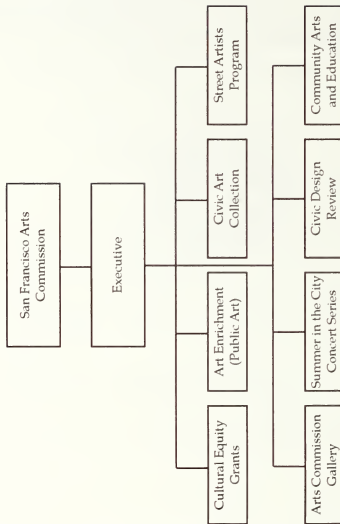 San Francisco Arts
Commission
Executive
Cultural Equity
Grants
Art Enrichment
(Public Art)
Civic Art
Collection
Street Artists
Program
Arts Commission
Gallery
Summer in the City
Concert Series
Civic Design
Review
Community Arts
and Education